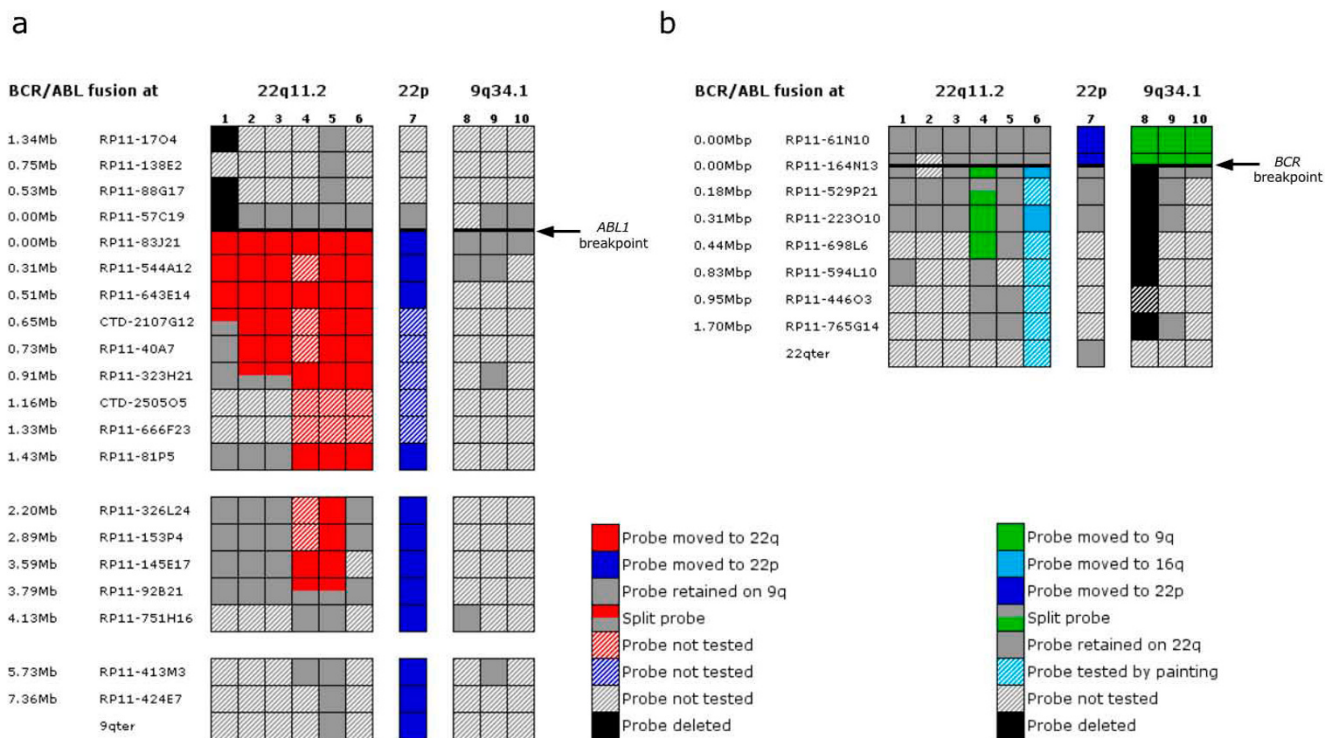 a
BCR/ABL fusion at 22q11.2 22p 9q34.1
1 2 3 4 5 6 7 8 9 10
1.34Mb RP11-17O4
0.75Mb RP11-138E2
0.53Mb RP11-88G17
0.00Mb RP11-57C19
ABL1
breakpoint
0.00Mb RP11-83J21
0.31Mb RP11-544A12
0.51Mb RP11-643E14
0.65Mb CTD-2107G12
0.73Mb RP11-40A7
0.91Mb RP11-323H21
1.16Mb CTD-2505O5
1.33Mb RP11-666F23
1.43Mb RP11-81P5
2.20Mb RP11-326L24
2.89Mb RP11-153P4
3.59Mb RP11-145E17
3.79Mb RP11-92B21
4.13Mb RP11-751H16
5.73Mb RP11-413M3
7.36Mb RP11-424E7
9qter
Probe moved to 22q
Probe moved to 22p
Probe retained on 9q
Split probe
Probe not tested
Probe not tested
Probe not tested
Probe deleted
b
BCR/ABL fusion at 22q11.2 22p 9q34.1
1 2 3 4 5 6 7 8 9 10
0.00Mbp RP11-61N10
0.00Mbp RP11-164N13
BCR
breakpoint
0.18Mbp RP11-529P21
0.31Mbp RP11-223O10
0.44Mbp RP11-698L6
0.83Mbp RP11-594L10
0.95Mbp RP11-446O3
1.70Mbp RP11-765G14
22qter
Probe moved to 9q
Probe moved to 16q
Probe moved to 22p
Split probe
Probe retained on 22q
Probe tested by painting
Probe not tested
Probe deleted